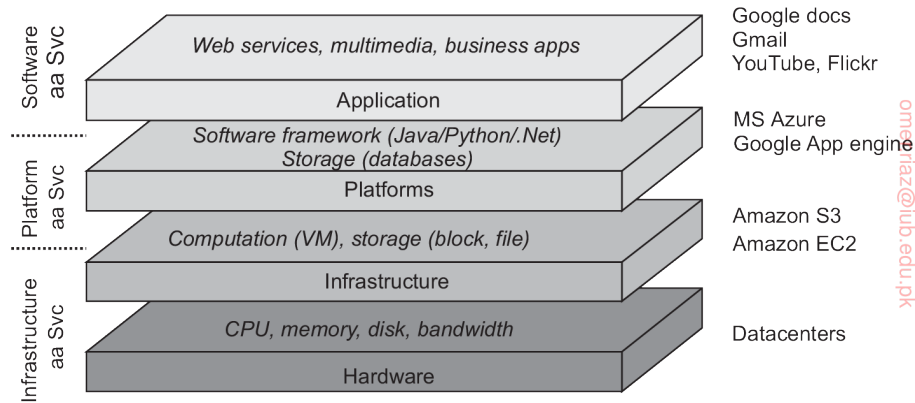 Software
aa Svc
Web services, multimedia, business apps
Application
Google docs
Gmail
YouTube, Flickr
Platform
aa Svc
Software framework (Java/Python/.Net)
Storage (databases)
Platforms
MS Azure
Google App engine
Infrastructure
aa Svc
Computation (VM), storage (block, file)
Infrastructure
Amazon S3
Amazon EC2
CPU, memory, disk, bandwidth
Hardware
Datacenters
omerriaz@iub.edu.pk